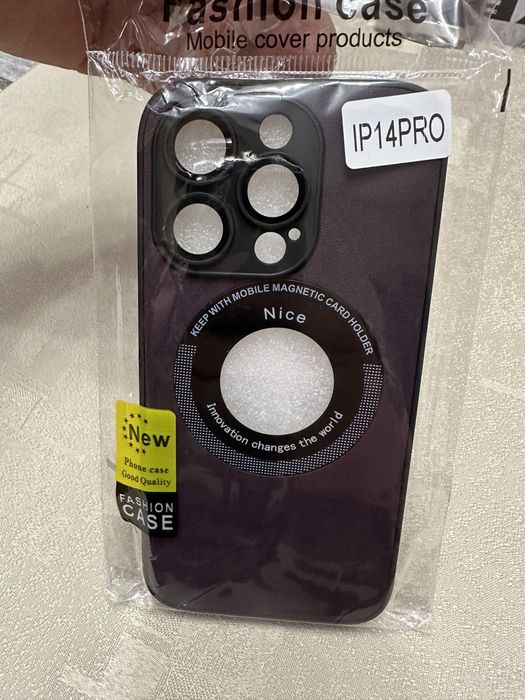 Fashion Case
Mobile cover products
IP14PRO
KEEP WITH MOBILE MAGNETIC CARD HOLDER
Nice
Innovation changes the world
New
Phone case
Good Quality
FASHION
CASE